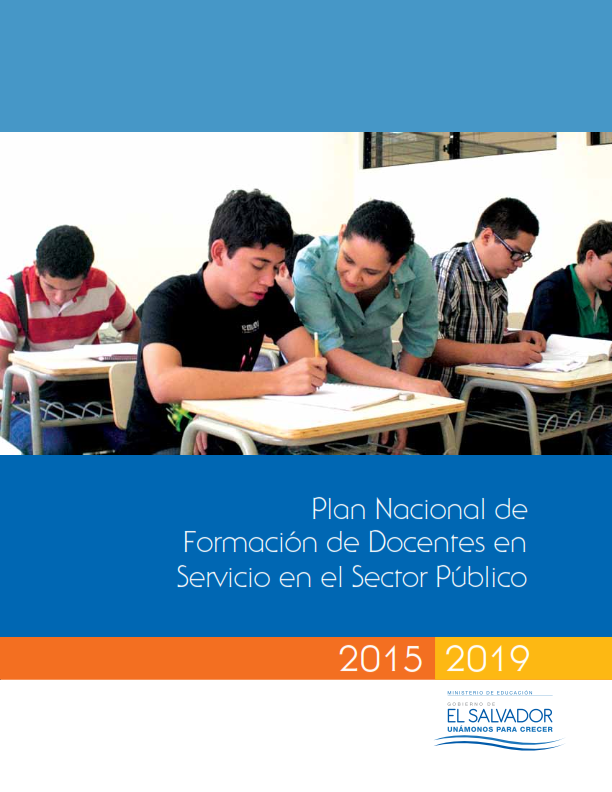 Plan Nacional de
Formación de Docentes en
Servicio en el Sector Público
2015 2019
MINISTERIO DE EDUCACIÓN
GOBIERNO DE
EL SALVADOR
UNÁMONOS PARA CRECER